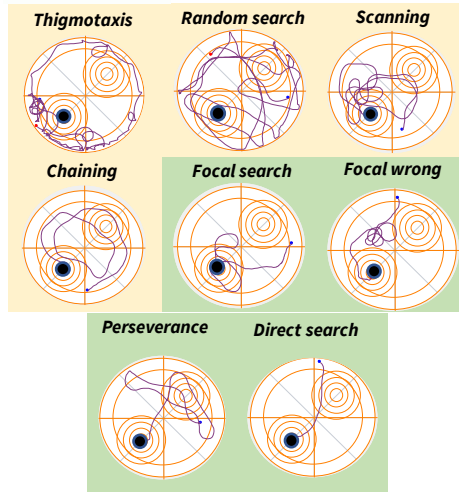 Thigmotaxis
Random search
Scanning
Chaining
Focal search
Focal wrong
Perseverance
Direct search